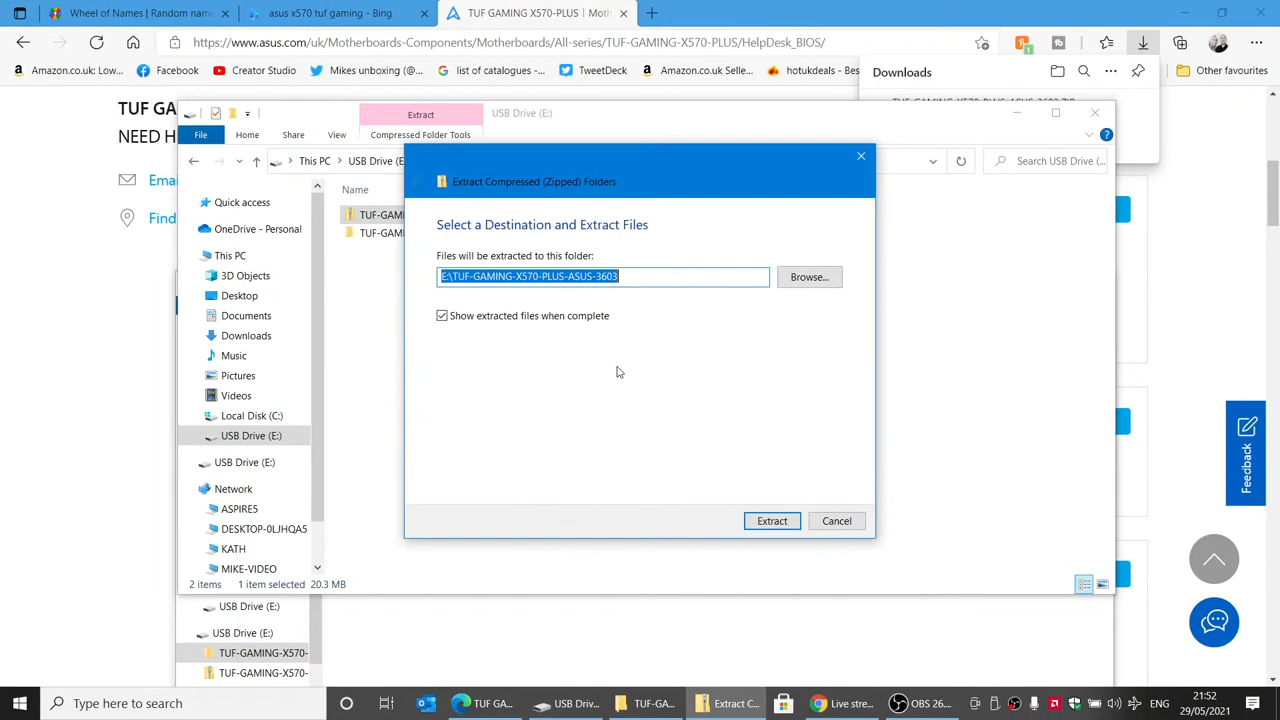 Wheel of Names | Random name
asus x570 tuf gaming - Bing
TUF GAMING X570-PLUS | Moth
https://www.asus.com/uk/Motherboards-Components/Motherboards/All-series/TUF-GAMING-X570-PLUS/HelpDesk_BIOS/
1
Amazon.co.uk: Low...
Facebook
Creator Studio
Mikes unboxing (@...
list of catalogues -...
TweetDeck
Amazon.co.uk Selle...
hotukdeals - Bes
Other favourites
Downloads
TUF GA
NEED H
Emai
Find
Extract
USB Drive (E:)
File
Home
Share
View
Compressed Folder Tools
This PC
USB Drive (E
Search USB Drive (...
Name
TUF-GAMI
TUF-GAM
Quick access
OneDrive - Personal
This PC
3D Objects
Desktop
Documents
Downloads
Music
Pictures
Videos
Local Disk (C:)
USB Drive (E:)
USB Drive (E:)
Network
ASPIRE5
DESKTOP-0LJHQA5
KATH
MIKE-VIDEO
2 items
1 item selected
20.3 MB
Extract Compressed (Zipped) Folders
Select a Destination and Extract Files
Files will be extracted to this folder:
E:\TUF-GAMING-X570-PLUS-ASUS-3603
Browse...
Show extracted files when complete
Extract
Cancel
Feedback
USB Drive (E:)
USB Drive (E:)
TUF-GAMING-X570-
TUF-GAMING-X570-
Type here to search
TUF GA...
USB Driv...
TUF-GA...
Extract C...
Live stre...
OBS 26....
ENG
21:52
29/05/2021